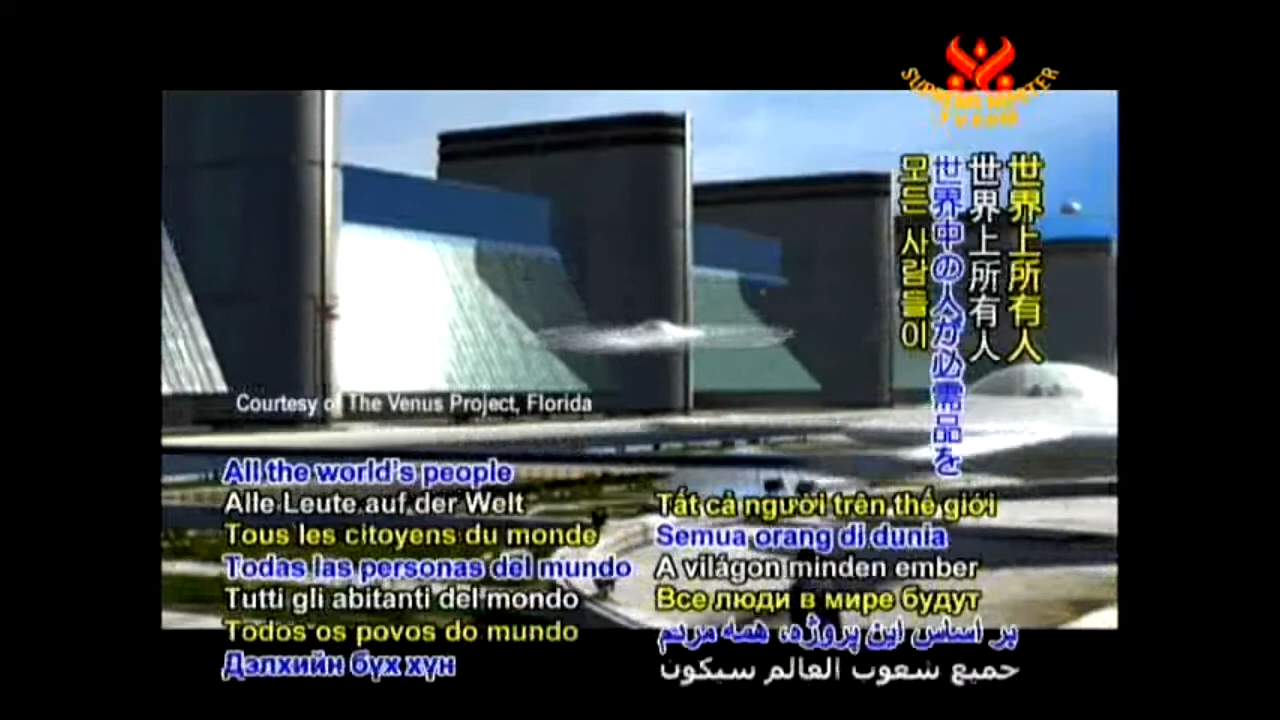 SUPREME MASTER
TELEVISION
世界上所有人
世界上所有人
世界中の人が必需品を
모든 사람들이
Courtesy of The Venus Project, Florida
All the world's people
Alle Leute auf der Welt
Tous les citoyens du monde
Todas las personas del mundo
Tutti gli abitanti del mondo
Todos os povos do mundo
Дэлхийн бүх хүн
Tất cả người trên thế giới
Semua orang di dunia
A világon minden ember
Все люди в мире будут
بر اساس این پروژه، همه مردم
جميع شعوب العالم سيكون